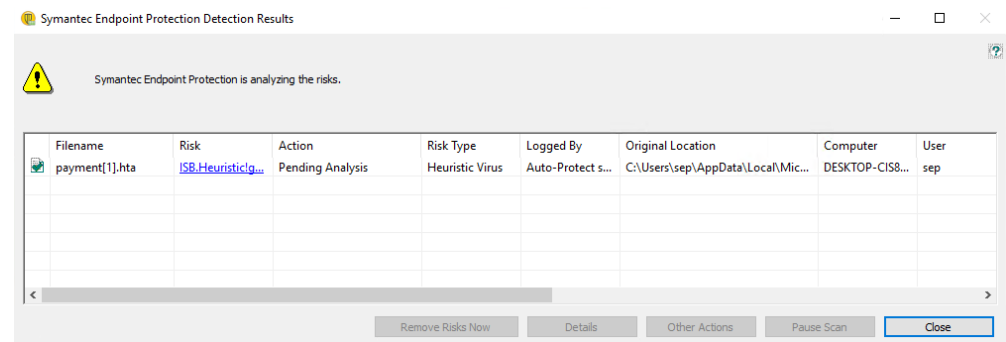 Symantec Endpoint Protection Detection Results
Symantec Endpoint Protection is analyzing the risks.
Filename Risk Action Risk Type Logged By Original Location Computer User
payment[1].hta ISB.Heuristic!g... Pending Analysis Heuristic Virus Auto-Protect s... C:\Users\sep\AppData\Local\Mic... DESKTOP-CIS8... sep
Remove Risks Now Details Other Actions Pause Scan Close